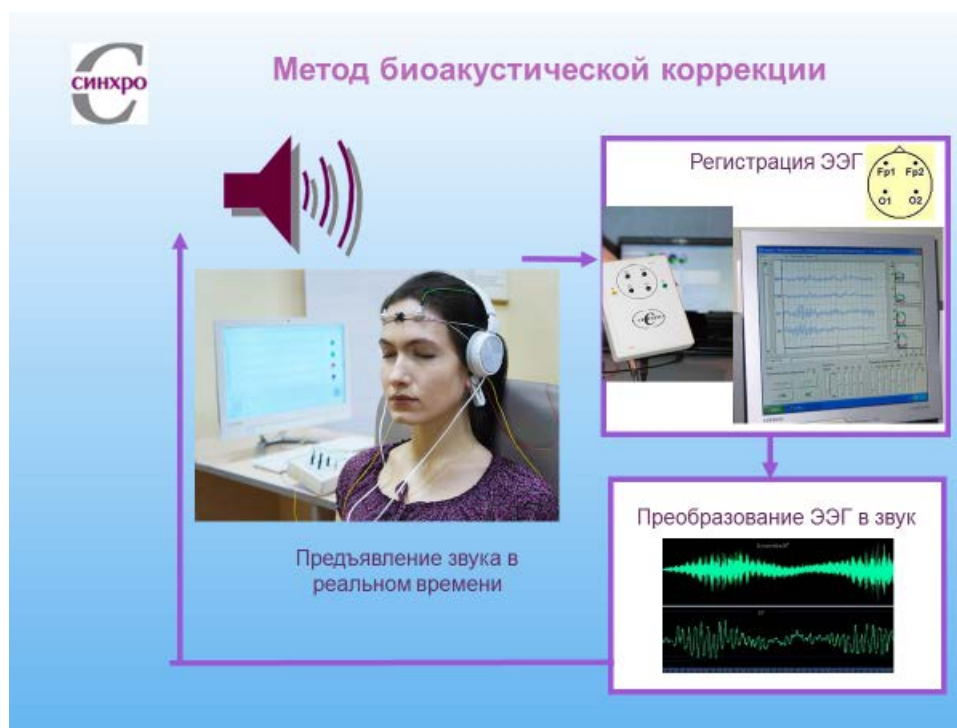 СИНХРО
Метод биоакустической коррекции
Регистрация ЭЭГ
Fp1 Fp2
O1 O2
Преобразование ЭЭГ в звук
Предъявление звука в
реальном времени